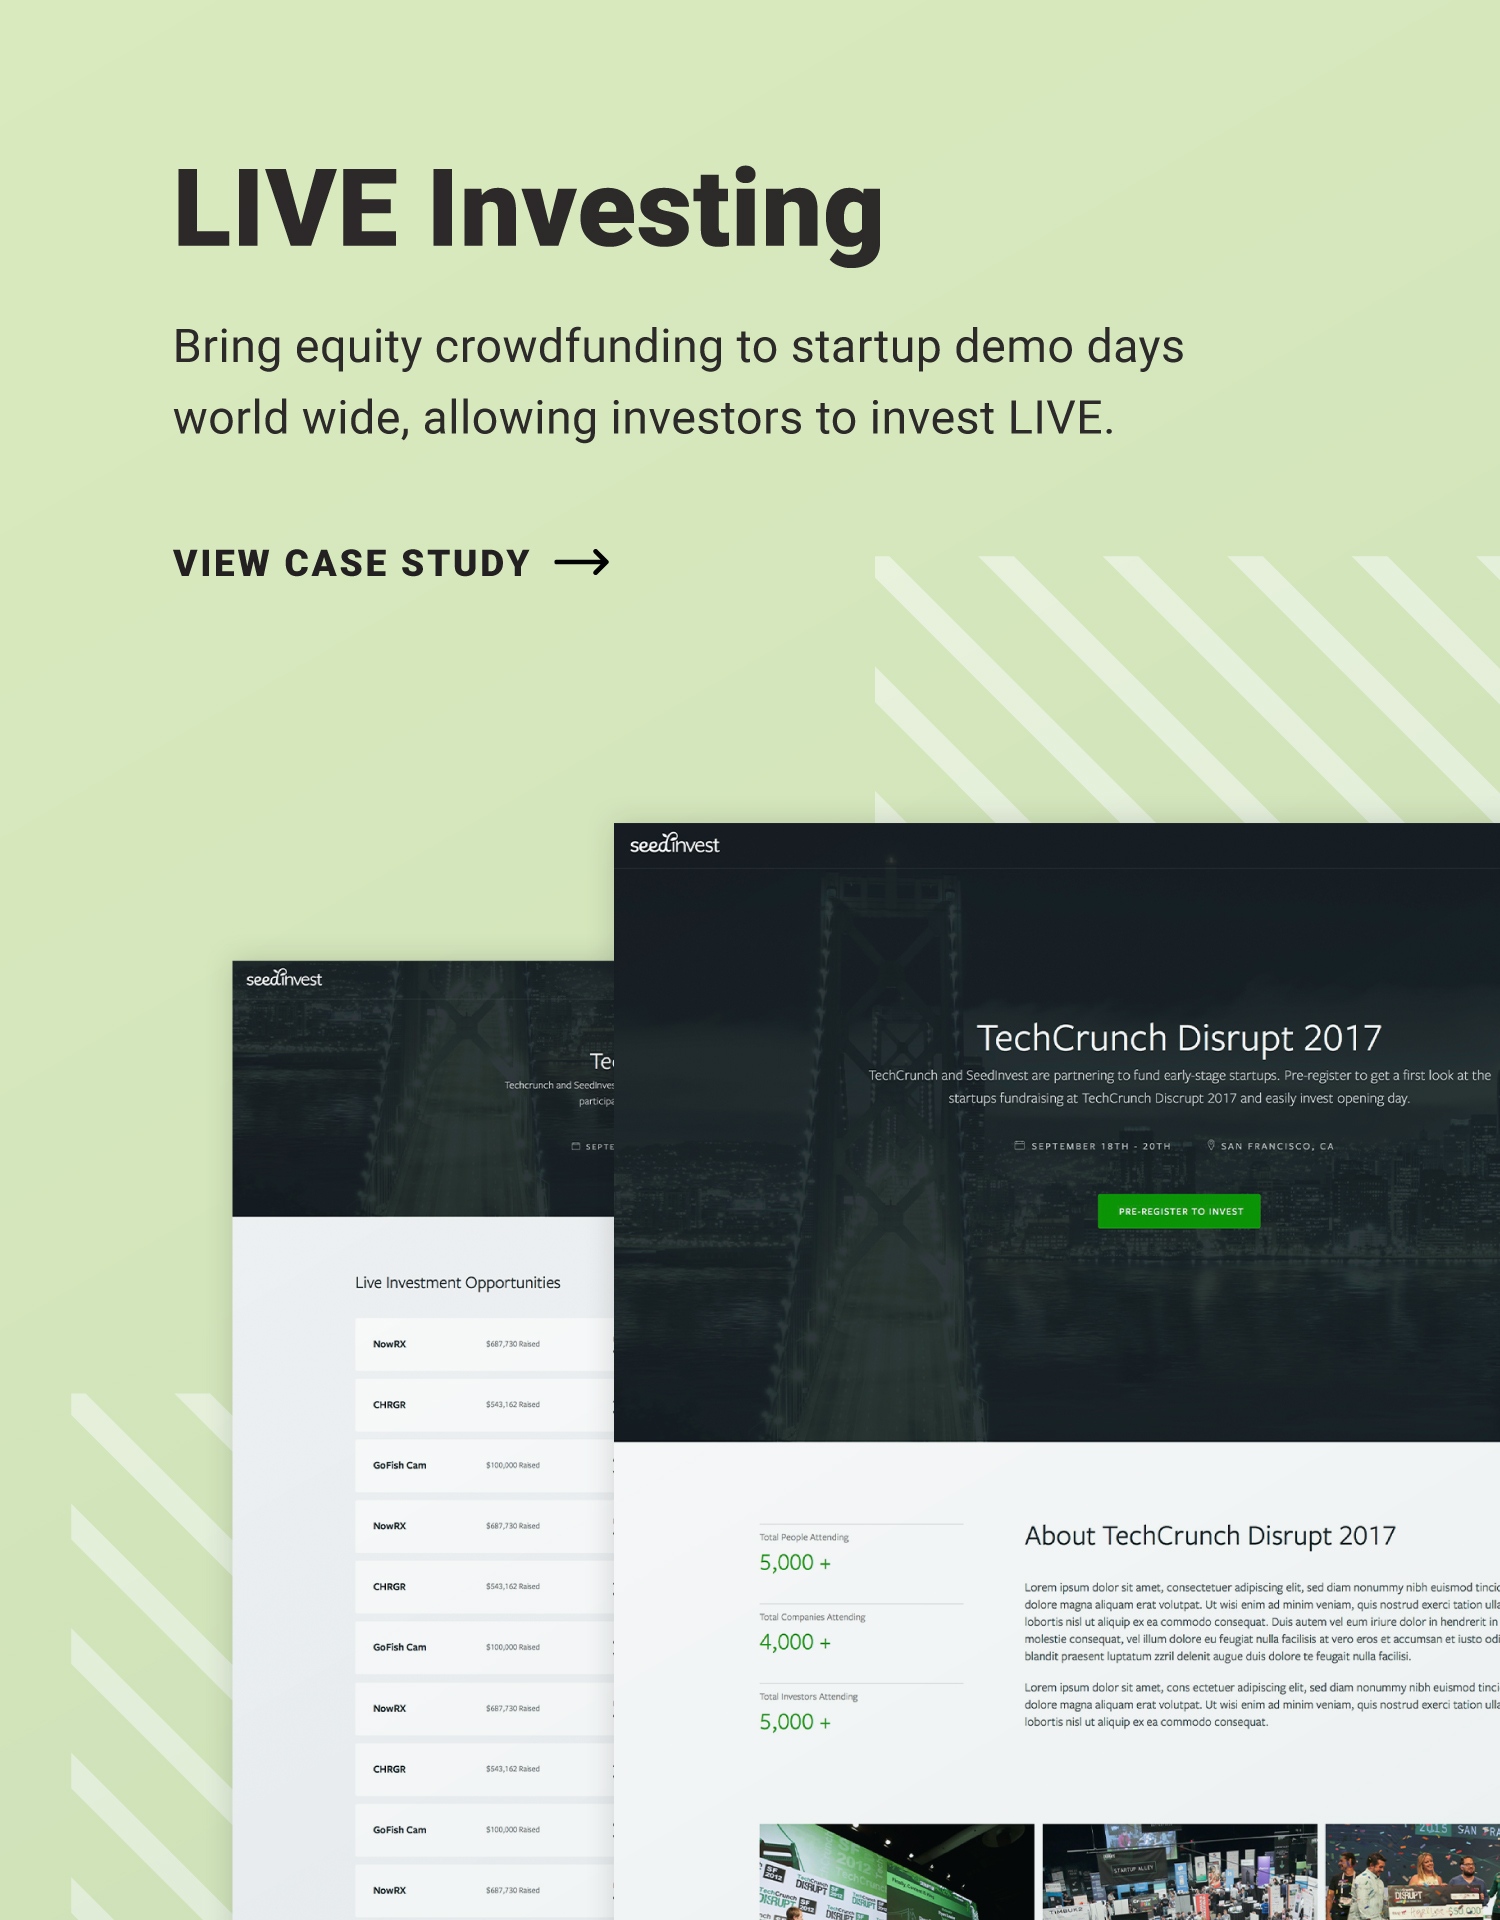 LIVE Investing
Bring equity crowdfunding to startup demo days
world wide, allowing investors to invest LIVE.
VIEW CASE STUDY
seedinvest
Te
Techcrunch and SeedInves
participa
SEPTE
Live Investment Opportunities
NowRX $687,730 Raised
CHRGR $543,162 Raised
GoFish Cam $100,000 Raised
NowRX $687,730 Raised
CHRGR $543,162 Raised
GoFish Cam $100,000 Raised
NowRX $687,730 Raised
CHRGR $543,162 Raised
GoFish Cam $100,000 Raised
NowRX $687,730 Raised
seedinvest
TechCrunch Disrupt 2017
TechCrunch and SeedInvest are partnering to fund early-stage startups. Pre-register to get a first look at the
startups fundraising at TechCrunch Discrupt 2017 and easily invest opening day.
SEPTEMBER 18TH - 20TH SAN FRANCISCO, CA
PRE-REGISTER TO INVEST
Total People Attending
5,000 +
Total Companies Attending
4,000 +
Total Investors Attending
5,000 +
About TechCrunch Disrupt 2017
Lorem ipsum dolor sit amet, consectetuer adipiscing elit, sed diam nonummy nibh euismod tincid
dolore magna aliquam erat volutpat. Ut wisi enim ad minim veniam, quis nostrud exerci tation ulla
lobortis nisl ut aliquip ex ea commodo consequat. Duis autem vel eum iriure dolor in hendrerit in
molestie consequat, vel illum dolore eu feugiat nulla facilisis at vero eros et accumsan et iusto odi
blandit praesent luptatum zzril delenit augue duis dolore te feugait nulla facilisi.
Lorem ipsum dolor sit amet, cons ectetuer adipiscing elit, sed diam nonummy nibh euismod tinci
dolore magna aliquam erat volutpat. Ut wisi enim ad minim veniam, quis nostrud exerci tation ulla
lobortis nisl ut aliquip ex ea commodo consequat.
SF
2012
TechCrunch
DISRUPT
STARTUP ALLEY
2015 SAN FRA
DISRUPT
$50,000